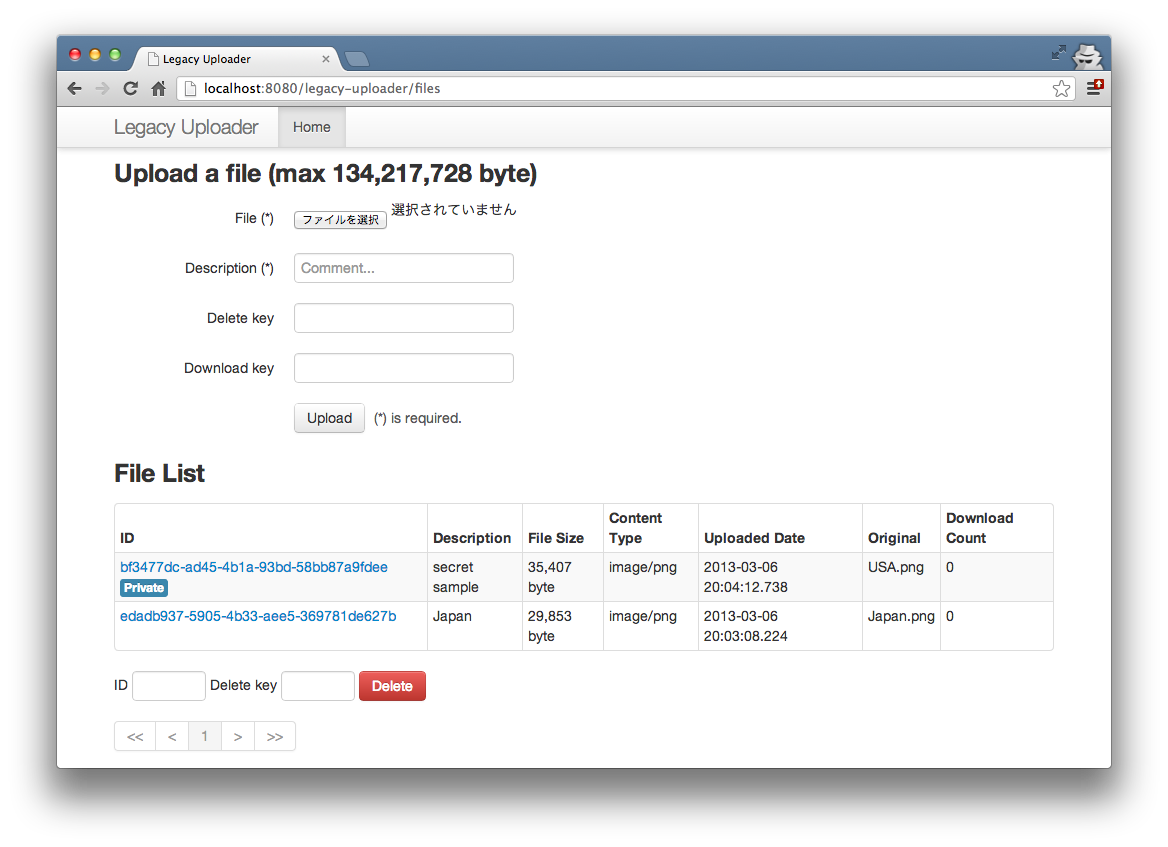 Legacy Uploader
localhost:8080/legacy-uploader/files
Legacy Uploader Home
Upload a file (max 134,217,728 byte)
File (*) ファイルを選択 選択されていません
Description (*) Comment...
Delete key
Download key
Upload (*) is required.
File List
ID Description File Size Content Type Uploaded Date Original Download Count
bf3477dc-ad45-4b1a-93bd-58bb87a9fdee Private secret sample 35,407 byte image/png 2013-03-06 20:04:12.738 USA.png 0
edadb937-5905-4b33-aee5-369781de627b Japan 29,853 byte image/png 2013-03-06 20:03:08.224 Japan.png 0
ID Delete key Delete
<< < 1 > >>